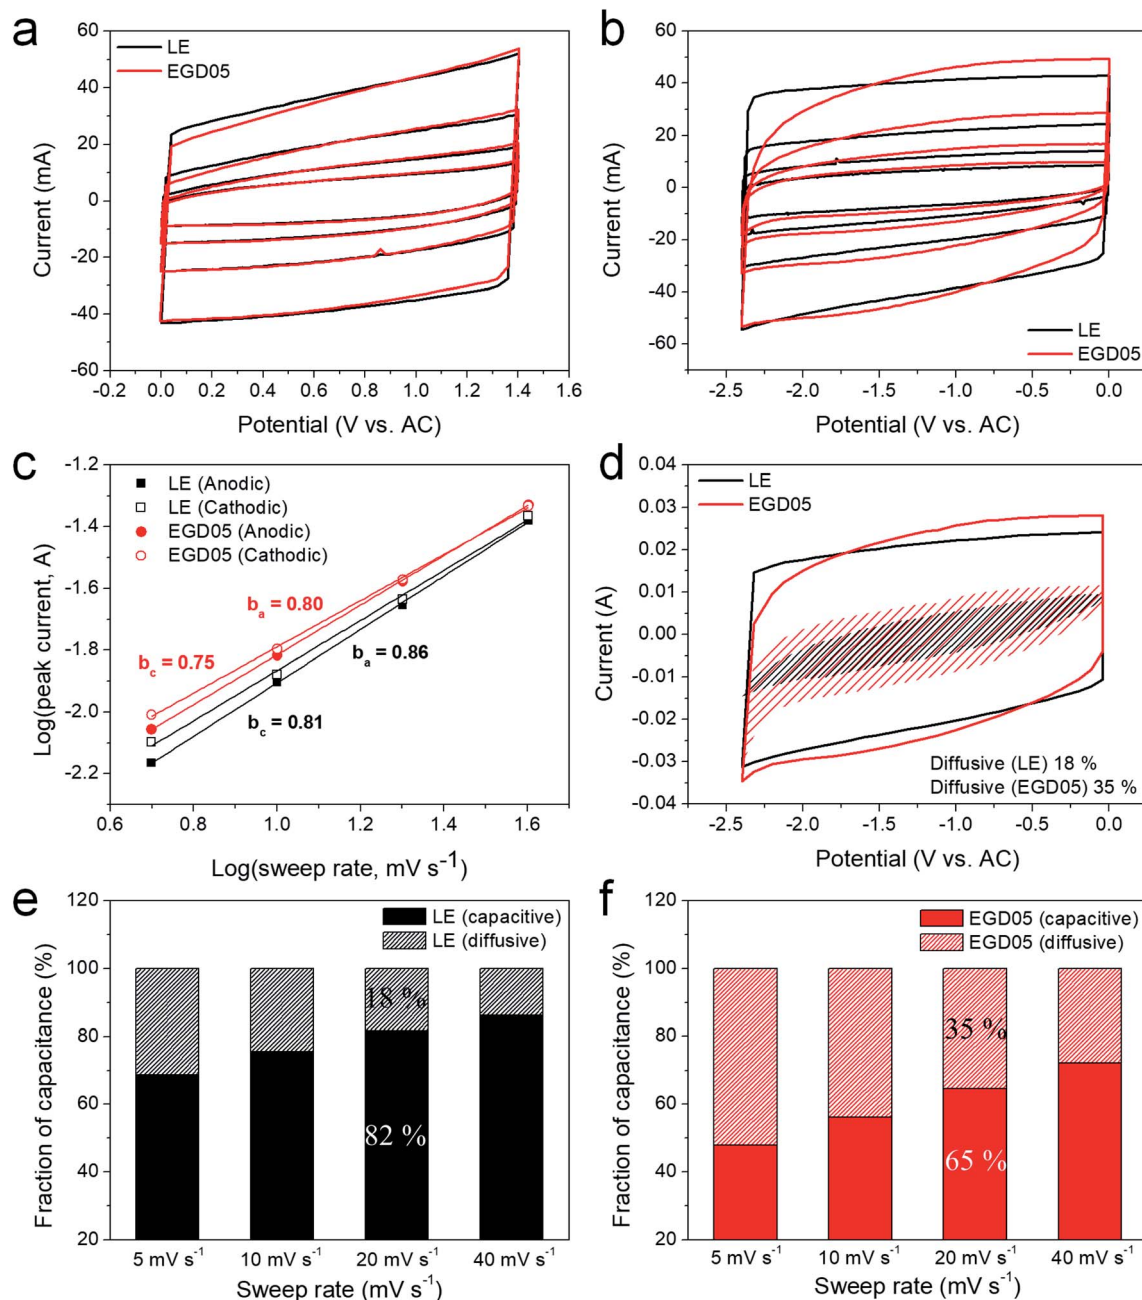 a
60
40
20
0
-20
-40
-60
Current (mA)
LE
EGD05
-0.2 0.0 0.2 0.4 0.6 0.8 1.0 1.2 1.4 1.6
Potential (V vs. AC)
b
60
40
20
0
-20
-40
-60
Current (mA)
LE
EGD05
-2.5 -2.0 -1.5 -1.0 -0.5 0.0
Potential (V vs. AC)
c
-1.2
-1.4
-1.6
-1.8
-2.0
-2.2
Log(peak current, A)
LE (Anodic)
LE (Cathodic)
EGD05 (Anodic)
EGD05 (Cathodic)
ba = 0.80
bc = 0.75
ba = 0.86
bc = 0.81
0.6 0.8 1.0 1.2 1.4 1.6
Log(sweep rate, mV s⁻¹)
d
0.04
0.03
0.02
0.01
0.00
-0.01
-0.02
-0.03
-0.04
Current (A)
LE
EGD05
Diffusive (LE) 18 %
Diffusive (EGD05) 35 %
-2.5 -2.0 -1.5 -1.0 -0.5 0.0
Potential (V vs. AC)
e
120
100
80
60
40
20
Fraction of capacitance (%)
LE (capacitive)
LE (diffusive)
18 %
82 %
5 mV s⁻¹ 10 mV s⁻¹ 20 mV s⁻¹ 40 mV s⁻¹
Sweep rate (mV s⁻¹)
f
120
100
80
60
40
20
Fraction of capacitance (%)
EGD05 (capacitive)
EGD05 (diffusive)
35 %
65 %
5 mV s⁻¹ 10 mV s⁻¹ 20 mV s⁻¹ 40 mV s⁻¹
Sweep rate (mV s⁻¹)